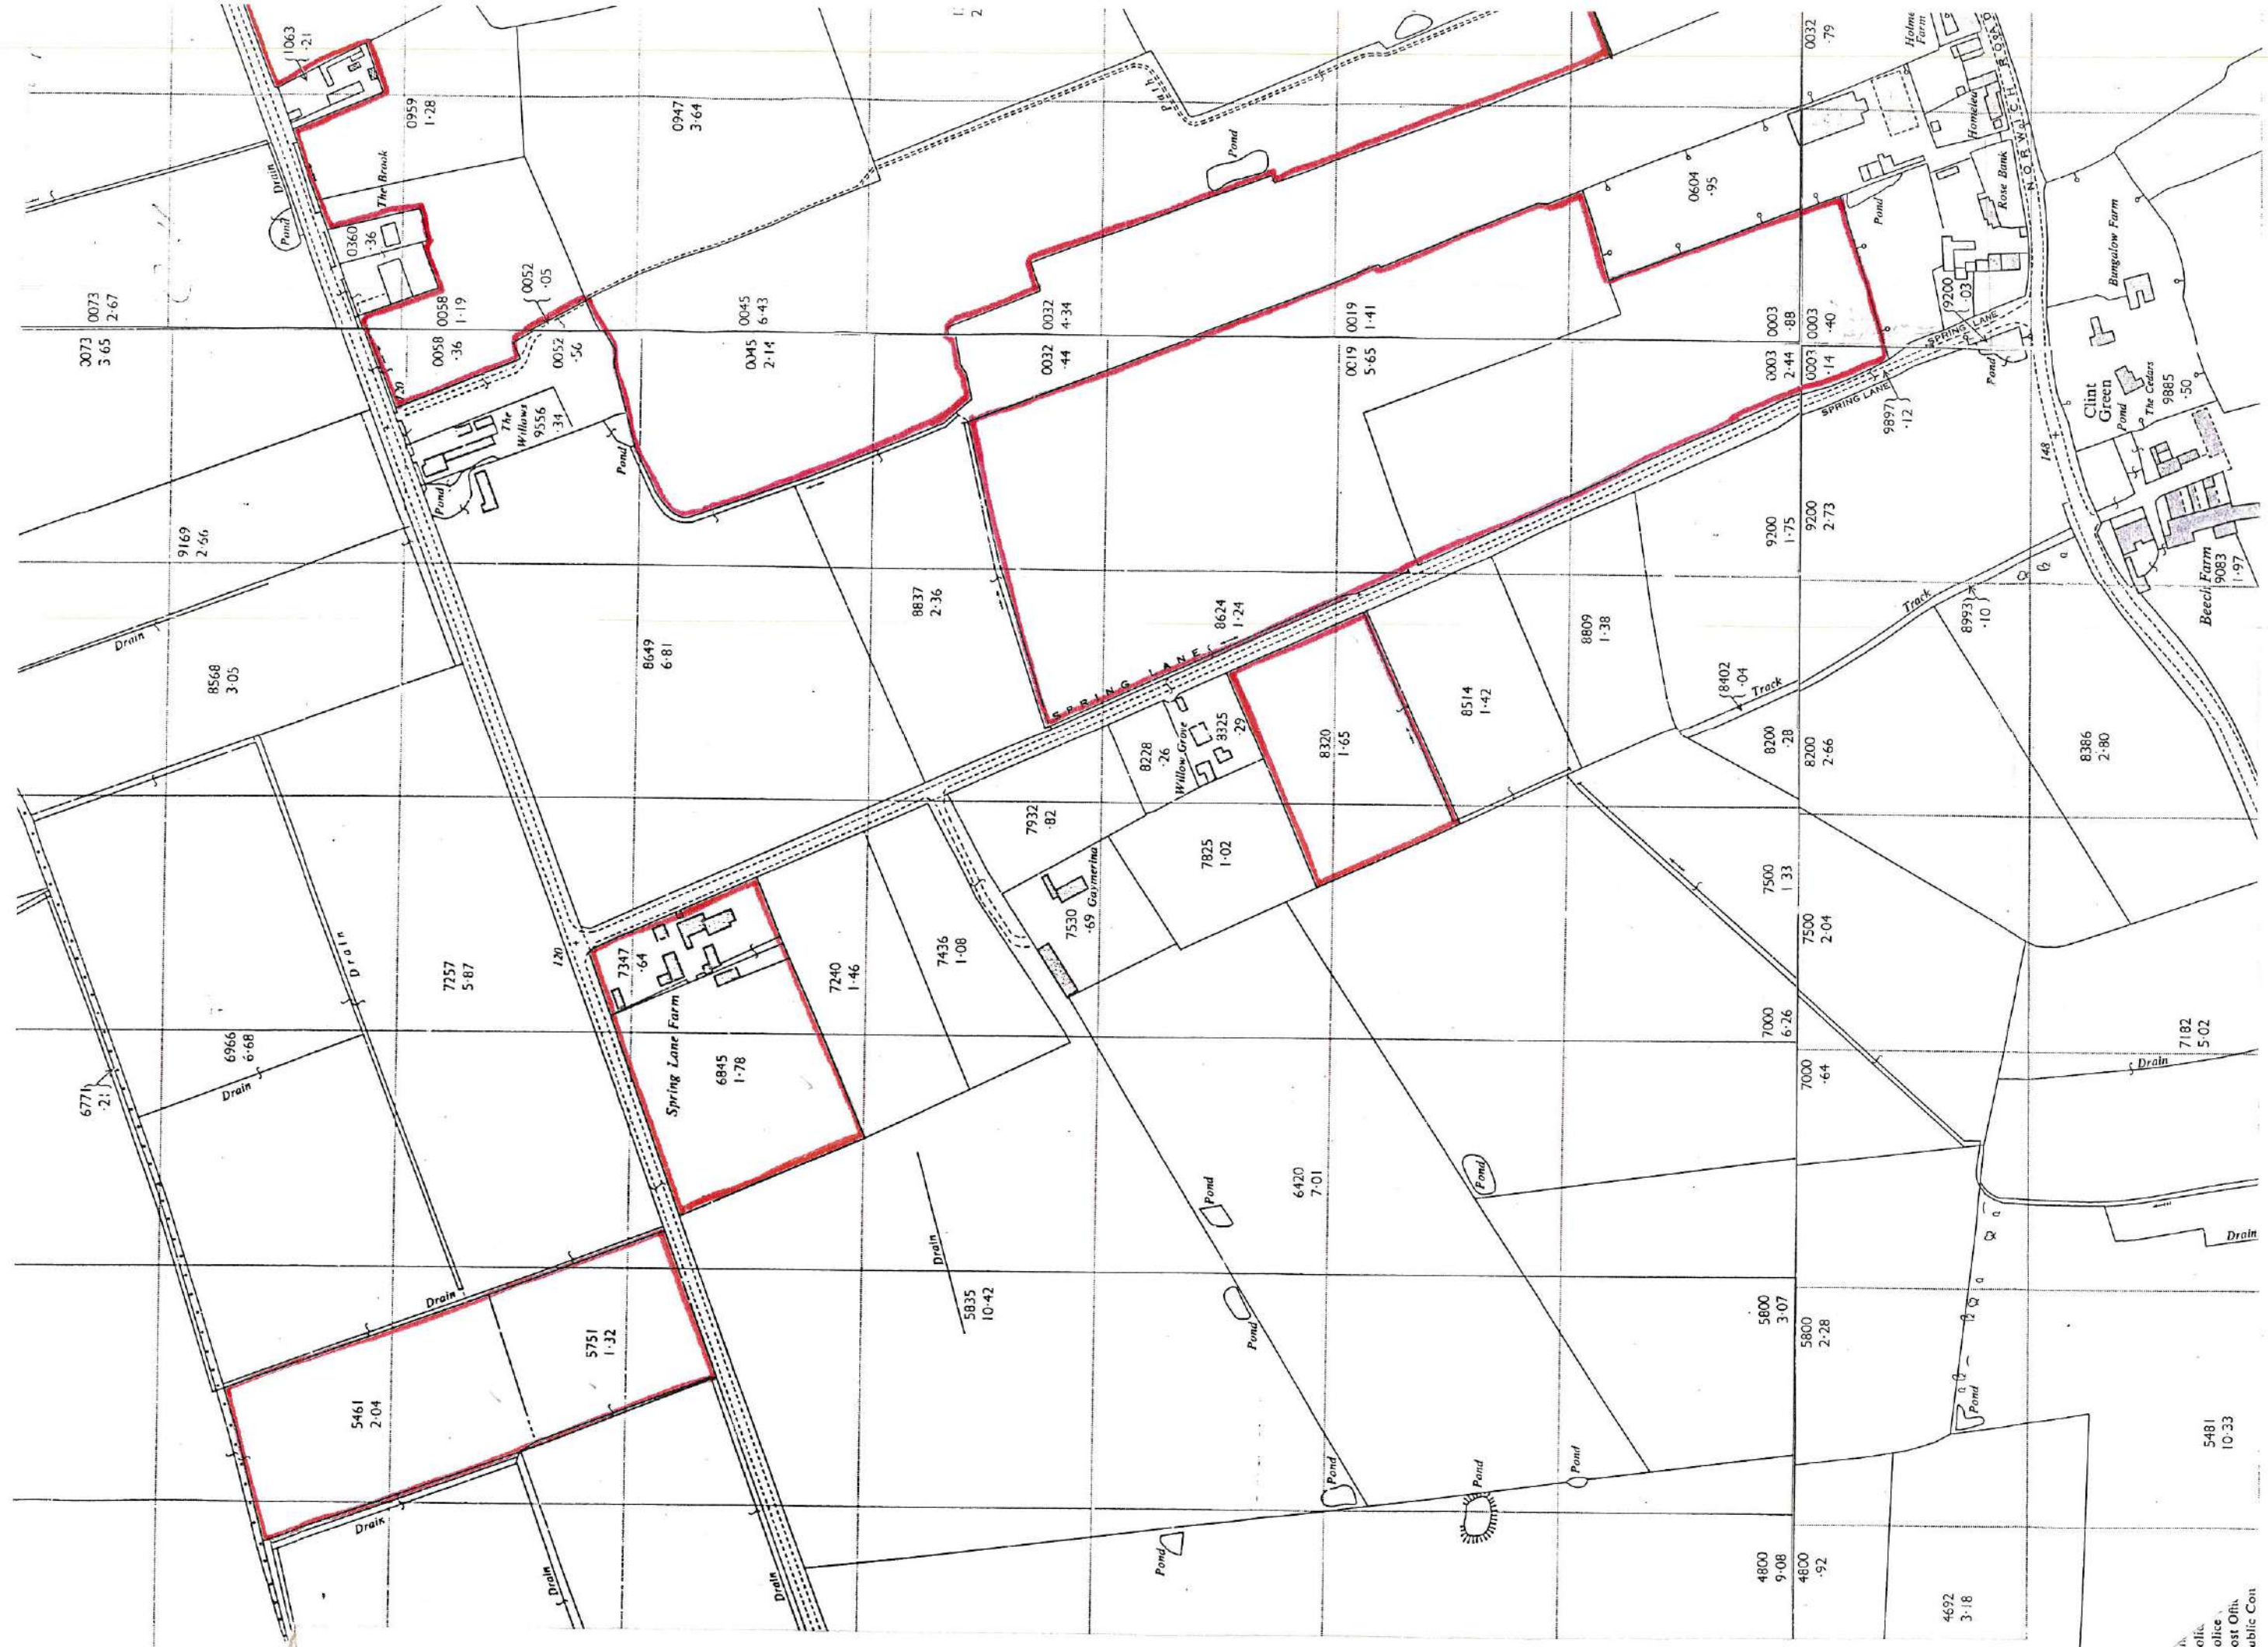 1063
·21
0959
1·28
Drain
Pond
The Brook
0360
·36
0947
3·64
Path
Pond
0032
·79
Holme
Farm
Homelea
NORWICH ROAD
Rose Bank
0604
·95
Pond
Bungalow Farm
0073
2·67
0073
3·65
0058
1·19
0058
·36
0052
·05
0052
·56
120
0045
6·43
0045
2·14
0032
4·34
0032
·44
0019
1·41
0019
5·65
0003
·88
0003
2·44
0003
·40
0003
·14
9200
·03
SPRING LANE
SPRING LANE
Pond
9897
·12
Clint
Green
Pond
The Cedars
9885
·50
148
The
Willows
9556
·34
Pond
Pond
9169
2·66
Drain
8568
3·05
8649
6·81
8837
2·36
8624
1·24
SPRING LANE
9200
1·75
9200
2·73
8809
1·38
Track
8993
·10
Beech Farm
9083
1·97
8402
·04
Track
8514
1·42
8320
1·65
8325
·29
Willow Grove
8228
·26
7932
·82
7825
1·02
8200
·28
8200
2·66
8386
2·80
7530
·69
Gaymerina
7500
1·33
7500
2·04
7436
1·08
7240
1·46
7347
·64
120
Spring Lane Farm
6845
1·78
7257
5·87
Drain
6966
6·68
Drain
6771
·21
7000
6·26
7000
·64
7182
5·02
Drain
Drain
6420
7·01
Pond
Pond
Pond
Drain
5835
10·42
5800
3·07
5800
2·28
Pond
5481
10·33
Drain
5751
1·32
5461
2·04
Drain
Drain
Drain
Pond
Pond
Pond
Pond
4800
9·08
4800
·92
4692
3·18
olice
ost Offi
ublic Con